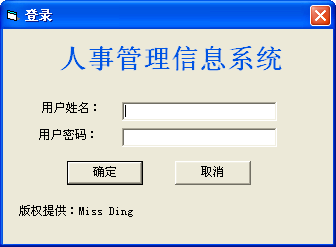 登录
人事管理信息系统
用户姓名：
用户密码：
确定
取消
版权提供：Miss Ding